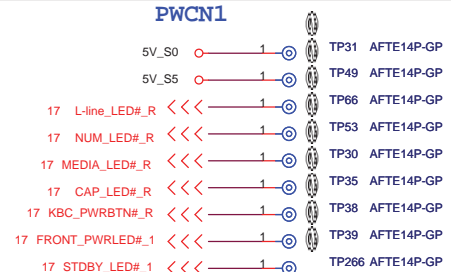 PWCN1
5V_S0 1 TP31 AFTE14P-GP
5V_S5 1 TP49 AFTE14P-GP
17 L-line_LED#_R 1 TP66 AFTE14P-GP
17 NUM_LED#_R 1 TP53 AFTE14P-GP
17 MEDIA_LED#_R 1 TP30 AFTE14P-GP
17 CAP_LED#_R 1 TP35 AFTE14P-GP
17 KBC_PWRBTN#_R 1 TP38 AFTE14P-GP
17 FRONT_PWRLED#_1 1 TP39 AFTE14P-GP
17 STDBY_LED#_1 1 TP266 AFTE14P-GP